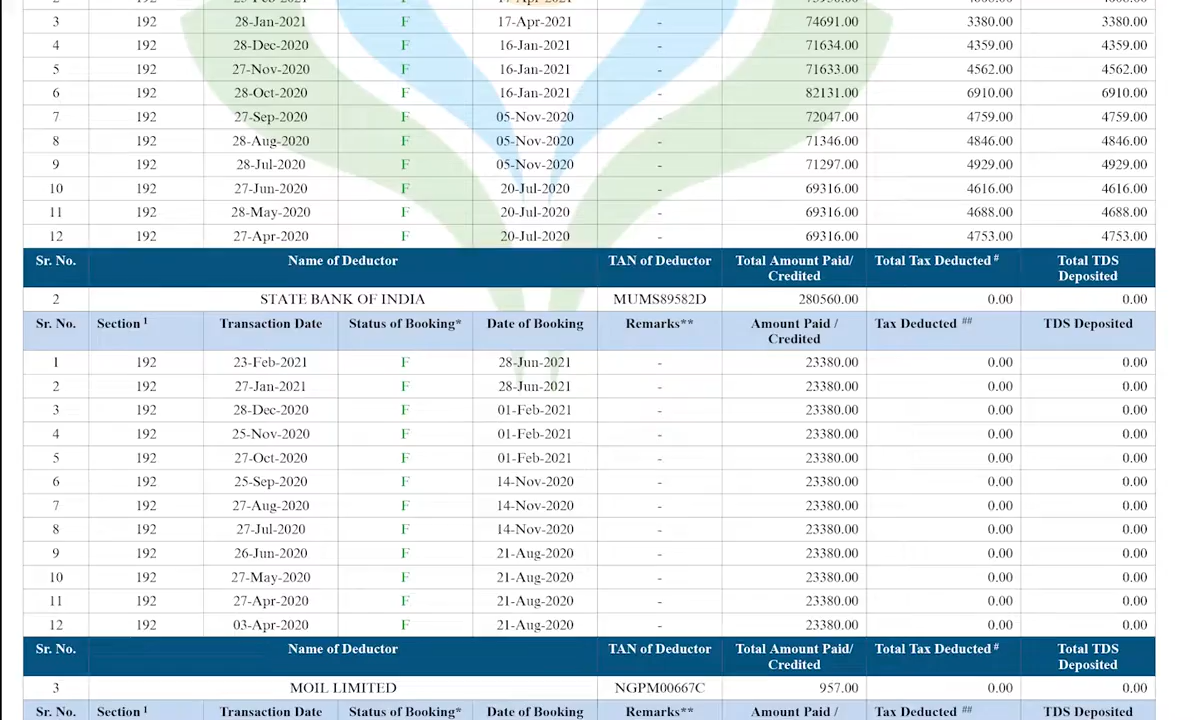 3 192 28-Jan-2021 F 17-Apr-2021 - 74691.00 3380.00 3380.00
4 192 28-Dec-2020 F 16-Jan-2021 - 71634.00 4359.00 4359.00
5 192 27-Nov-2020 F 16-Jan-2021 - 71633.00 4562.00 4562.00
6 192 28-Oct-2020 F 16-Jan-2021 - 82131.00 6910.00 6910.00
7 192 27-Sep-2020 F 05-Nov-2020 - 72047.00 4759.00 4759.00
8 192 28-Aug-2020 F 05-Nov-2020 - 71346.00 4846.00 4846.00
9 192 28-Jul-2020 F 05-Nov-2020 - 71297.00 4929.00 4929.00
10 192 27-Jun-2020 F 20-Jul-2020 - 69316.00 4616.00 4616.00
11 192 28-May-2020 F 20-Jul-2020 - 69316.00 4688.00 4688.00
12 192 27-Apr-2020 F 20-Jul-2020 - 69316.00 4753.00 4753.00
Sr. No. Name of Deductor TAN of Deductor Total Amount Paid/ Total Tax Deducted # Total TDS
Credited Deposited
2 STATE BANK OF INDIA MUMS89582D 280560.00 0.00 0.00
Sr. No. Section 1 Transaction Date Status of Booking* Date of Booking Remarks** Amount Paid / Tax Deducted ## TDS Deposited
Credited
1 192 23-Feb-2021 F 28-Jun-2021 - 23380.00 0.00 0.00
2 192 27-Jan-2021 F 28-Jun-2021 - 23380.00 0.00 0.00
3 192 28-Dec-2020 F 01-Feb-2021 - 23380.00 0.00 0.00
4 192 25-Nov-2020 F 01-Feb-2021 - 23380.00 0.00 0.00
5 192 27-Oct-2020 F 01-Feb-2021 - 23380.00 0.00 0.00
6 192 25-Sep-2020 F 14-Nov-2020 - 23380.00 0.00 0.00
7 192 27-Aug-2020 F 14-Nov-2020 - 23380.00 0.00 0.00
8 192 27-Jul-2020 F 14-Nov-2020 - 23380.00 0.00 0.00
9 192 26-Jun-2020 F 21-Aug-2020 - 23380.00 0.00 0.00
10 192 27-May-2020 F 21-Aug-2020 - 23380.00 0.00 0.00
11 192 27-Apr-2020 F 21-Aug-2020 - 23380.00 0.00 0.00
12 192 03-Apr-2020 F 21-Aug-2020 - 23380.00 0.00 0.00
Sr. No. Name of Deductor TAN of Deductor Total Amount Paid/ Total Tax Deducted # Total TDS
Credited Deposited
3 MOIL LIMITED NGPM00667C 957.00 0.00 0.00
Sr. No. Section 1 Transaction Date Status of Booking* Date of Booking Remarks** Amount Paid / Tax Deducted ## TDS Deposited